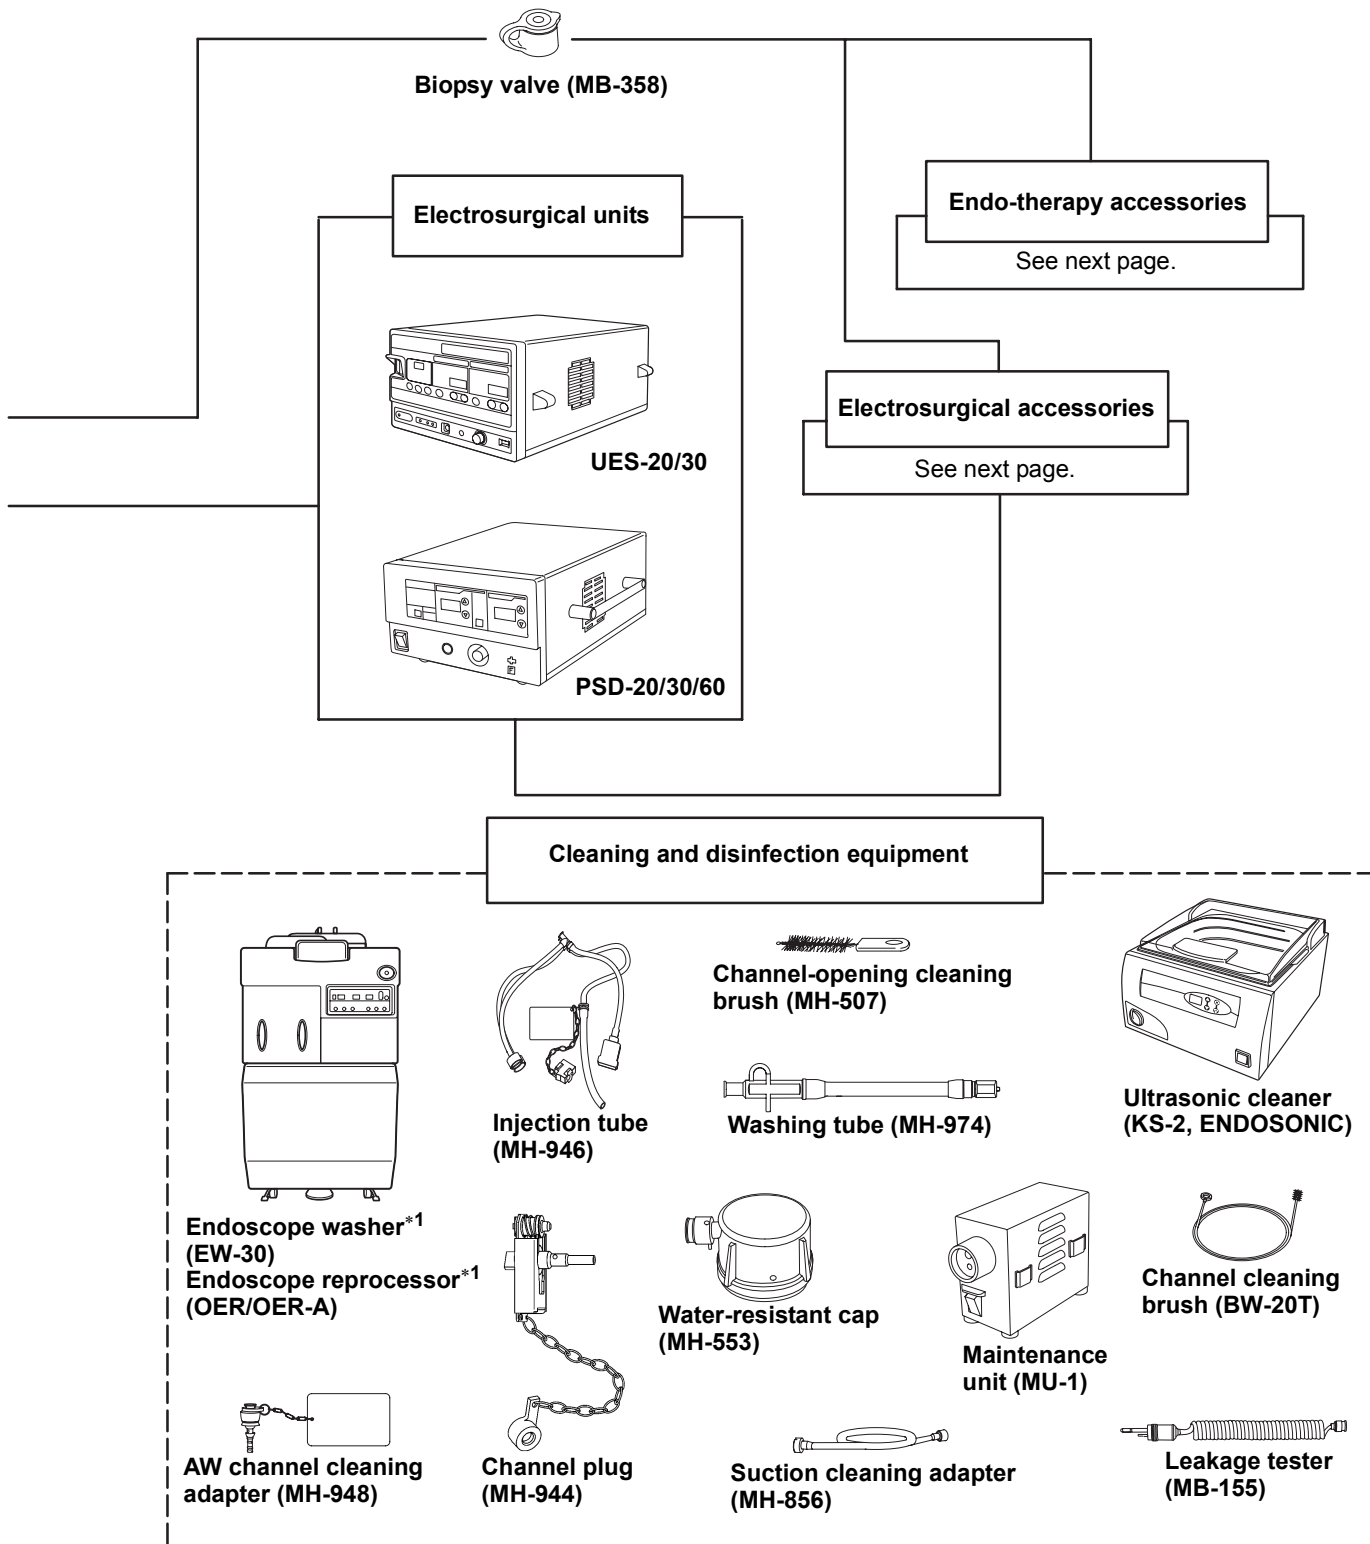 Biopsy valve (MB-358)
Electrosurgical units
Endo-therapy accessories
See next page.
Electrosurgical accessories
See next page.
UES-20/30
PSD-20/30/60
Cleaning and disinfection equipment
Channel-opening cleaning
brush (MH-507)
Injection tube
(MH-946)
Washing tube (MH-974)
Ultrasonic cleaner
(KS-2, ENDOSONIC)
Endoscope washer*1
(EW-30)
Endoscope reprocessor*1
(OER/OER-A)
Water-resistant cap
(MH-553)
Maintenance
unit (MU-1)
Channel cleaning
brush (BW-20T)
AW channel cleaning
adapter (MH-948)
Channel plug
(MH-944)
Suction cleaning adapter
(MH-856)
Leakage tester
(MB-155)